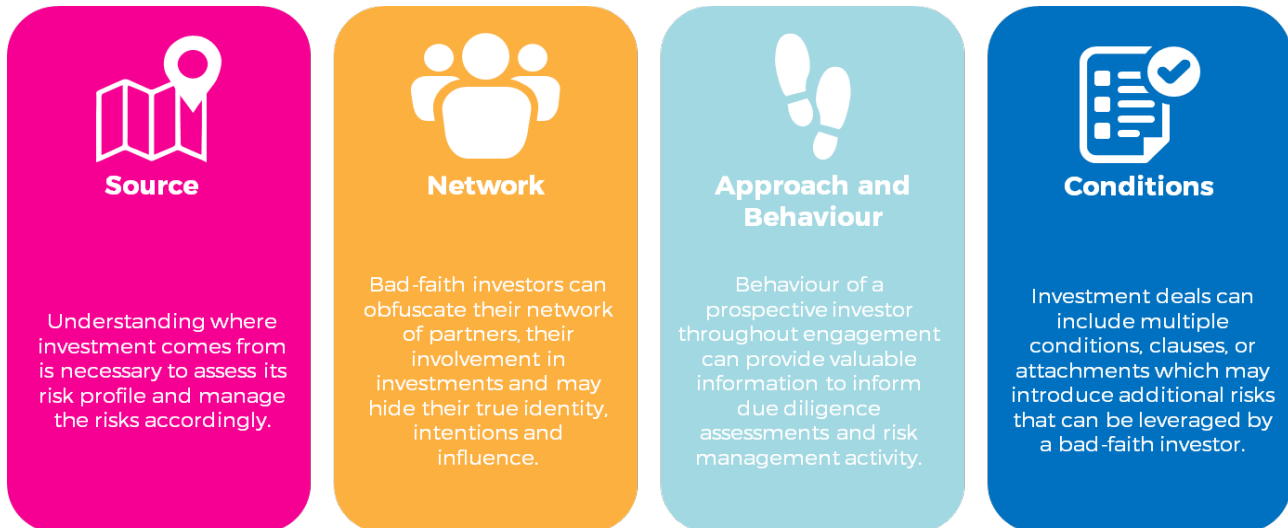 Source
Understanding where
investment comes from
is necessary to assess its
risk profile and manage
the risks accordingly.
Network
Bad-faith investors can
obfuscate their network
of partners, their
involvement in
investments and may
hide their true identity,
intentions and
influence.
Approach and
Behaviour
Behaviour of a
prospective investor
throughout engagement
can provide valuable
information to inform
due diligence
assessments and risk
management activity.
Conditions
Investment deals can
include multiple
conditions, clauses, or
attachments which may
introduce additional risks
that can be leveraged by
a bad-faith investor.